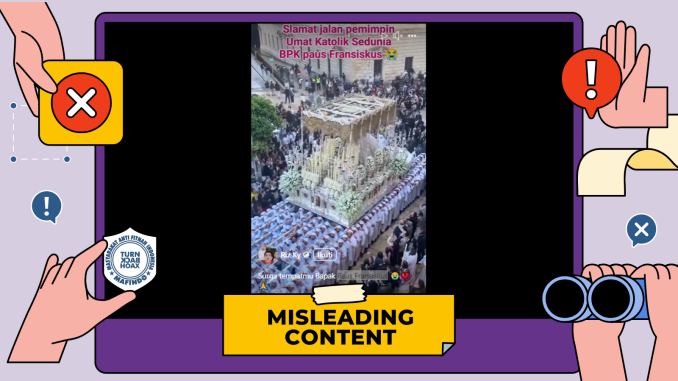 Slamat jalan pemimpin
Umat Katolik Sedunia
BPK paus Fransiskus 😭
Rut Ky
Ikuti
Surga tempatmu Bapak paus Fransiskus 😢💔
🙏
MASYARAKAT ANTI FITNAH INDONESIA
TURN
BACK
HOAX
MAFINDO
MISLEADING
CONTENT